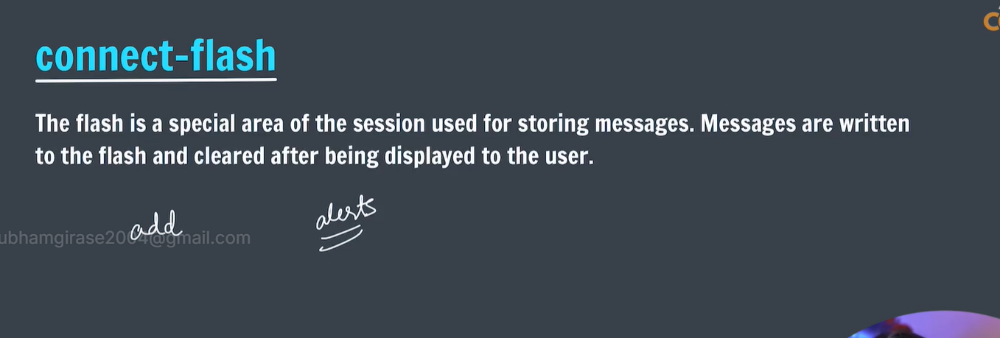 connect-flash
The flash is a special area of the session used for storing messages. Messages are written
to the flash and cleared after being displayed to the user.
add
alerts
ubhamgirase2004@gmail.com